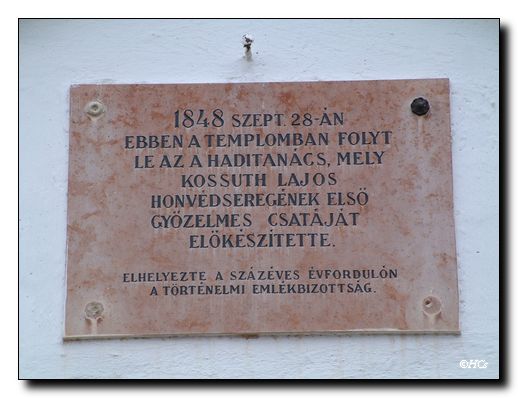 1848 SZEPT. 28-ÁN
EBBEN A TEMPLOMBAN FOLYT
LE AZ A HADITANÁCS, MELY
KOSSUTH LAJOS
HONVÉDSEREGÉNEK ELSŐ
GYŐZELMES CSATÁJÁT
ELŐKÉSZÍTETTE.
ELHELYEZTE A SZÁZÉVES ÉVFORDULÓN
A TÖRTÉNELMI EMLÉKBIZOTTSÁG.
©HCs